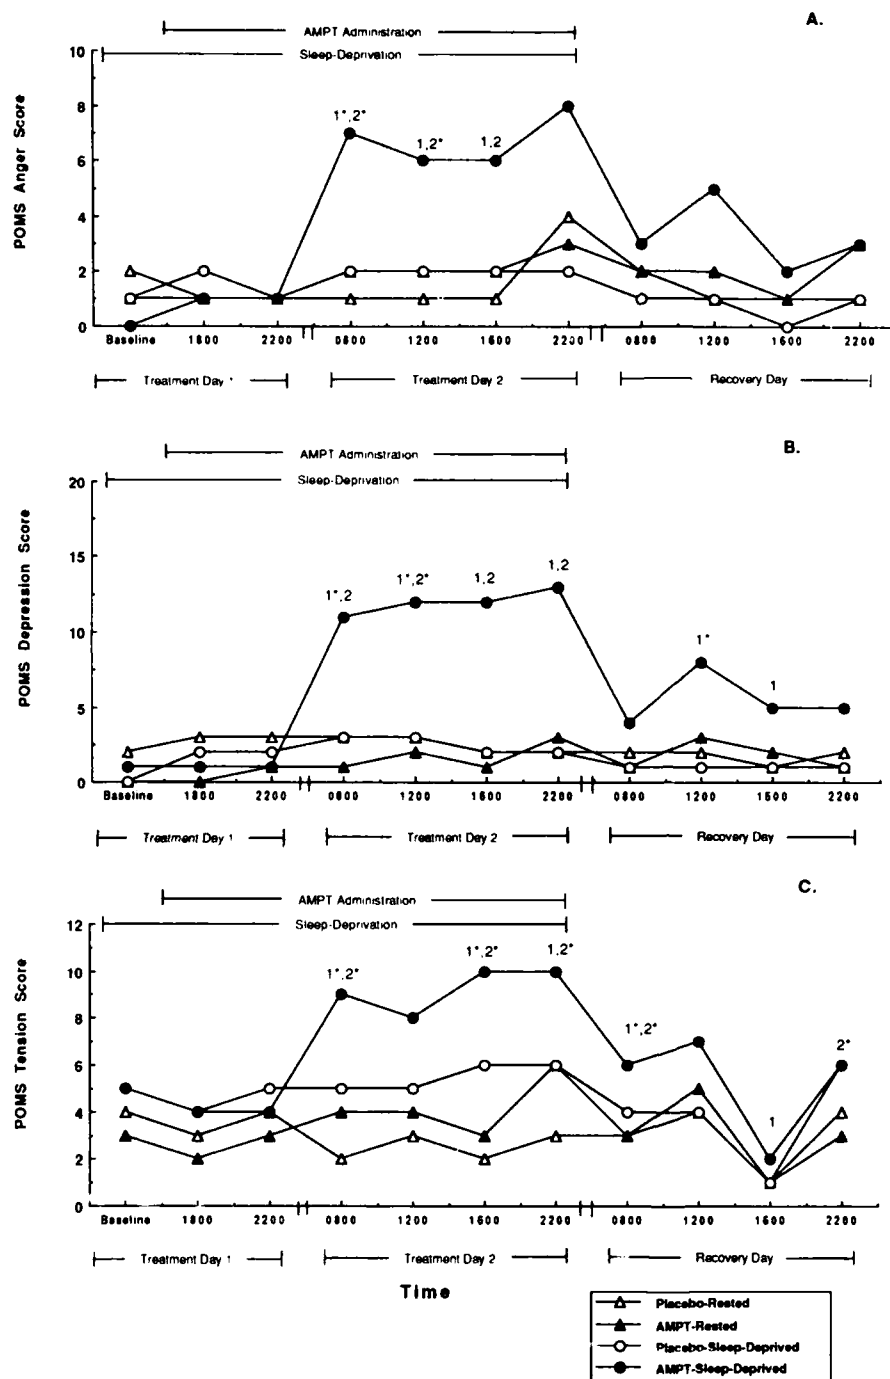 A.
AMPT Administration
Sleep-Deprivation
POMS Anger Score
10
8
6
4
2
0
1*,2*
1,2*
1,2
Baseline 1800 2200 0800 1200 1600 2200 0800 1200 1600 2200
Treatment Day 1 Treatment Day 2 Recovery Day
B.
AMPT Administration
Sleep-Deprivation
POMS Depression Score
20
15
10
5
0
1*,2
1*,2*
1,2
1,2
1*
1
Baseline 1800 2200 0800 1200 1600 2200 0800 1200 1600 2200
Treatment Day 1 Treatment Day 2 Recovery Day
C.
AMPT Administration
Sleep-Deprivation
POMS Tension Score
12
10
8
6
4
2
0
1*,2*
1*,2*
1,2*
1*,2*
1
2*
Baseline 1800 2200 0800 1200 1600 2200 0800 1200 1600 2200
Treatment Day 1 Treatment Day 2 Recovery Day
Time
Placebo-Rested
AMPT-Rested
Placebo-Sleep-Deprived
AMPT-Sleep-Deprived